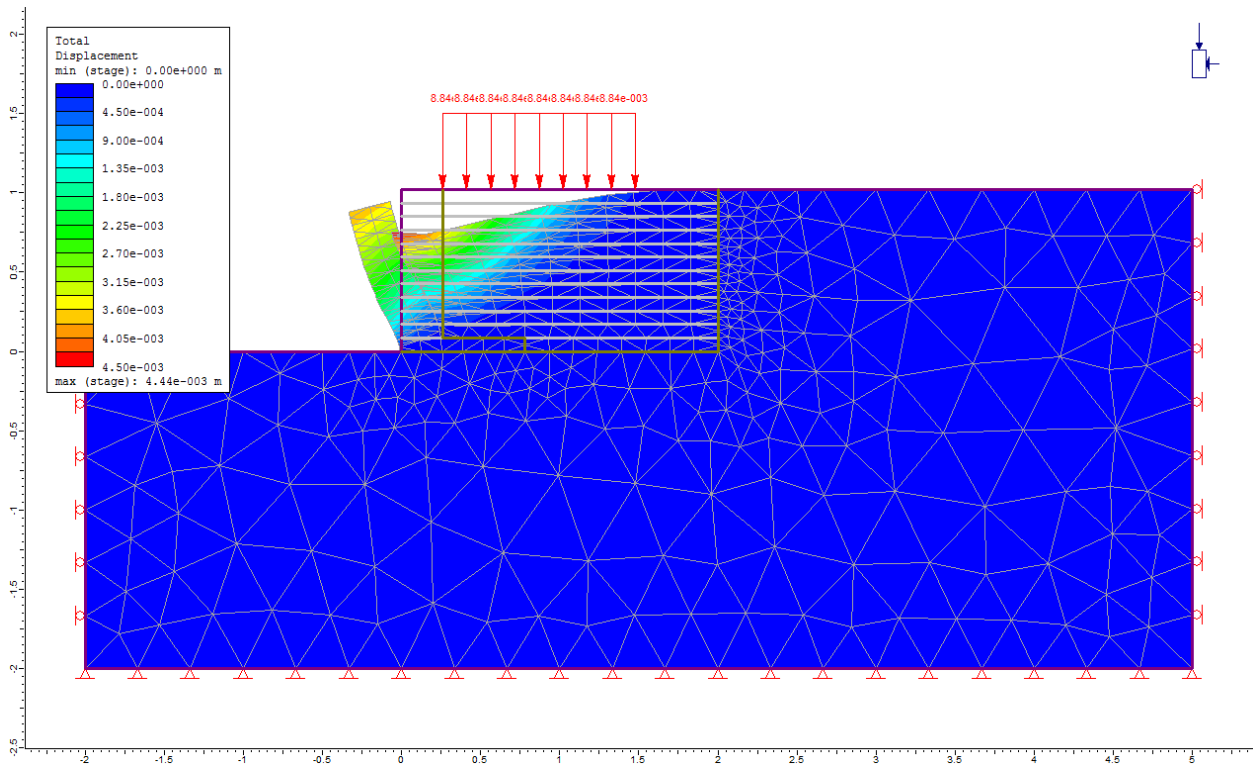 Total
Displacement
min (stage): 0.00e+000 m
0.00e+000
4.50e-004
9.00e-004
1.35e-003
1.80e-003
2.25e-003
2.70e-003
3.15e-003
3.60e-003
4.05e-003
4.50e-003
max (stage): 4.44e-003 m
8.84e-003
2
1.5
1
0.5
0
-0.5
-1
-1.5
-2
-2.5
-2 -1.5 -1 -0.5 0 0.5 1 1.5 2 2.5 3 3.5 4 4.5 5